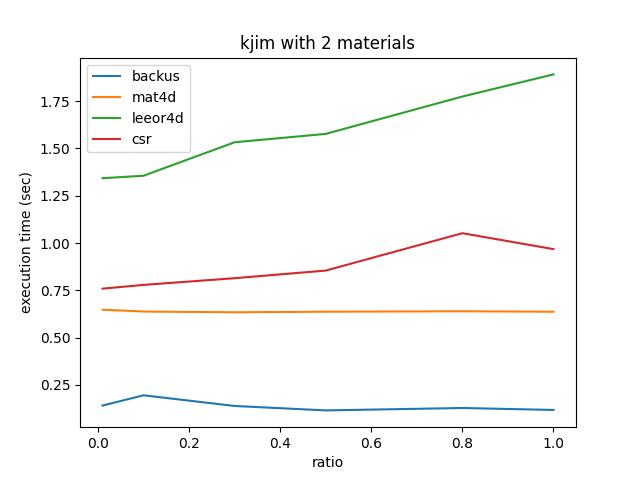 kjim with 2 materials
backus
mat4d
leeor4d
csr
execution time (sec)
1.75
1.50
1.25
1.00
0.75
0.50
0.25
0.0 0.2 0.4 0.6 0.8 1.0
ratio